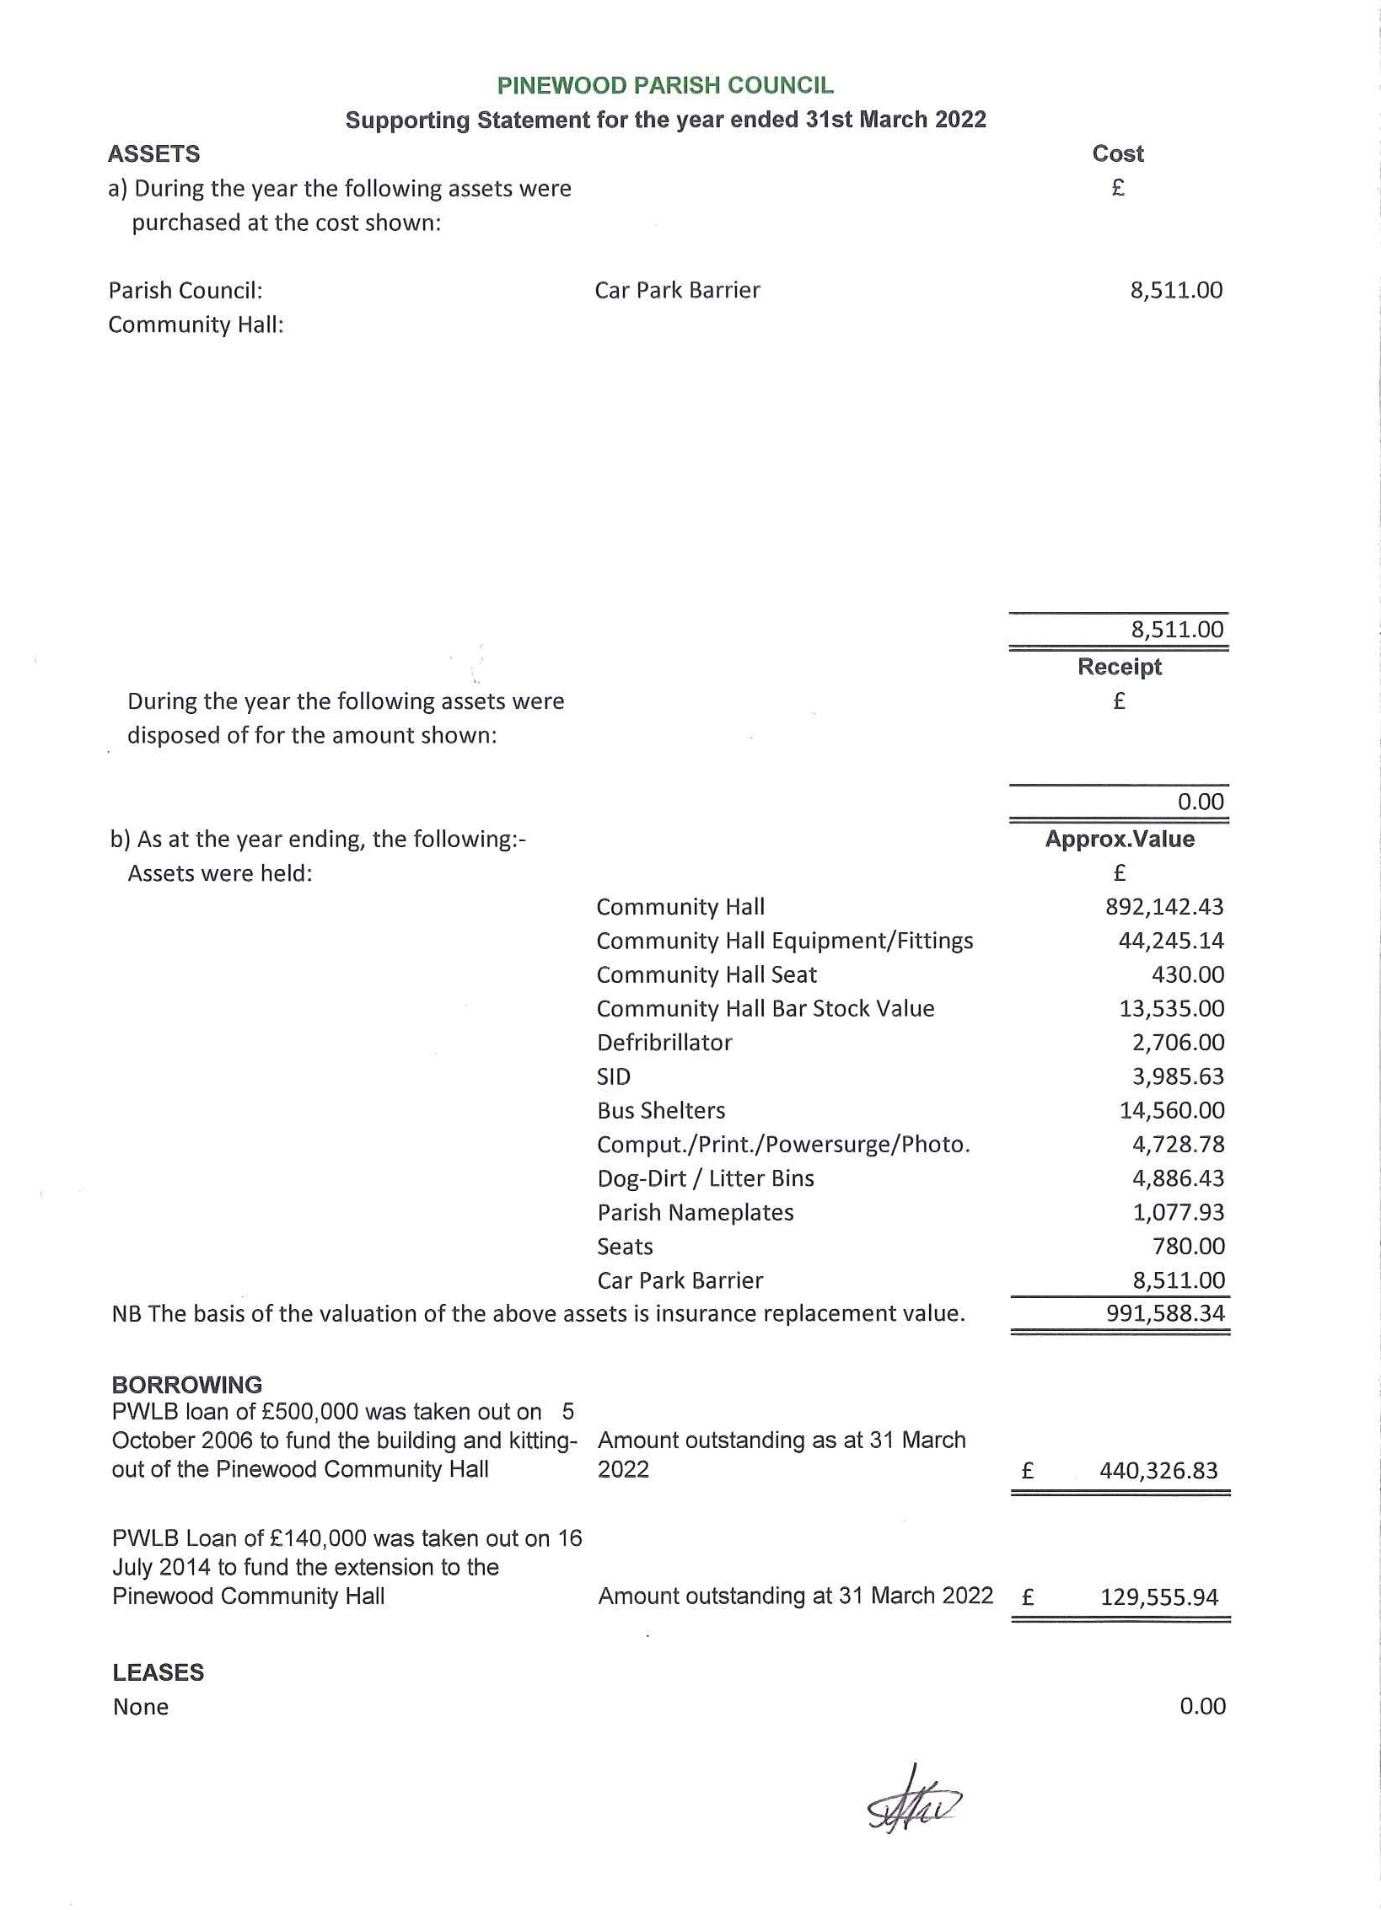 PINEWOOD PARISH COUNCIL
Supporting Statement for the year ended 31st March 2022
ASSETS Cost
a) During the year the following assets were £
purchased at the cost shown:
Parish Council: Car Park Barrier 8,511.00
Community Hall:
8,511.00
Receipt
During the year the following assets were £
disposed of for the amount shown:
0.00
b) As at the year ending, the following:- Approx.Value
Assets were held: £
Community Hall 892,142.43
Community Hall Equipment/Fittings 44,245.14
Community Hall Seat 430.00
Community Hall Bar Stock Value 13,535.00
Defribrillator 2,706.00
SID 3,985.63
Bus Shelters 14,560.00
Comput./Print./Powersurge/Photo. 4,728.78
Dog-Dirt / Litter Bins 4,886.43
Parish Nameplates 1,077.93
Seats 780.00
Car Park Barrier 8,511.00
NB The basis of the valuation of the above assets is insurance replacement value. 991,588.34
BORROWING
PWLB loan of £500,000 was taken out on 5
October 2006 to fund the building and kitting- Amount outstanding as at 31 March
out of the Pinewood Community Hall 2022 £ 440,326.83
PWLB Loan of £140,000 was taken out on 16
July 2014 to fund the extension to the
Pinewood Community Hall Amount outstanding at 31 March 2022 £ 129,555.94
LEASES
None 0.00